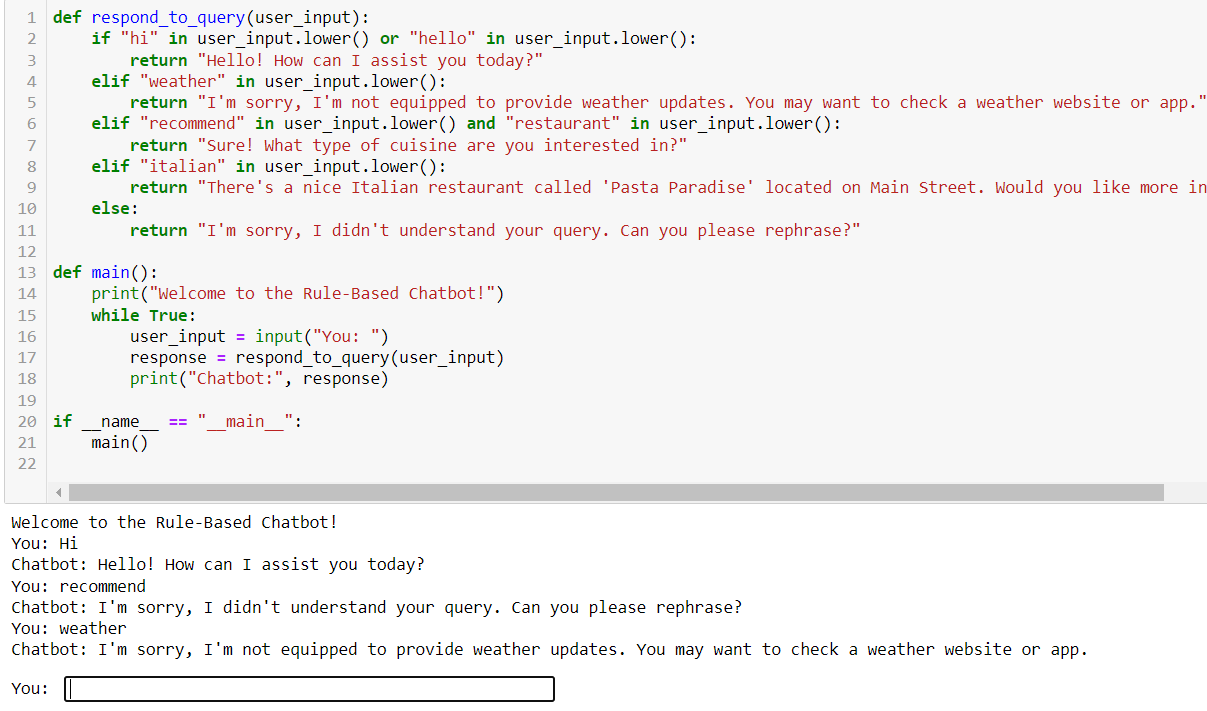 1 def respond_to_query(user_input):
2     if "hi" in user_input.lower() or "hello" in user_input.lower():
3         return "Hello! How can I assist you today?"
4     elif "weather" in user_input.lower():
5         return "I'm sorry, I'm not equipped to provide weather updates. You may want to check a weather website or app."
6     elif "recommend" in user_input.lower() and "restaurant" in user_input.lower():
7         return "Sure! What type of cuisine are you interested in?"
8     elif "italian" in user_input.lower():
9         return "There's a nice Italian restaurant called 'Pasta Paradise' located on Main Street. Would you like more in
10     else:
11         return "I'm sorry, I didn't understand your query. Can you please rephrase?"
12
13 def main():
14     print("Welcome to the Rule-Based Chatbot!")
15     while True:
16         user_input = input("You: ")
17         response = respond_to_query(user_input)
18         print("Chatbot:", response)
19
20 if __name__ == "__main__":
21     main()
22
Welcome to the Rule-Based Chatbot!
You: Hi
Chatbot: Hello! How can I assist you today?
You: recommend
Chatbot: I'm sorry, I didn't understand your query. Can you please rephrase?
You: weather
Chatbot: I'm sorry, I'm not equipped to provide weather updates. You may want to check a weather website or app.
You: